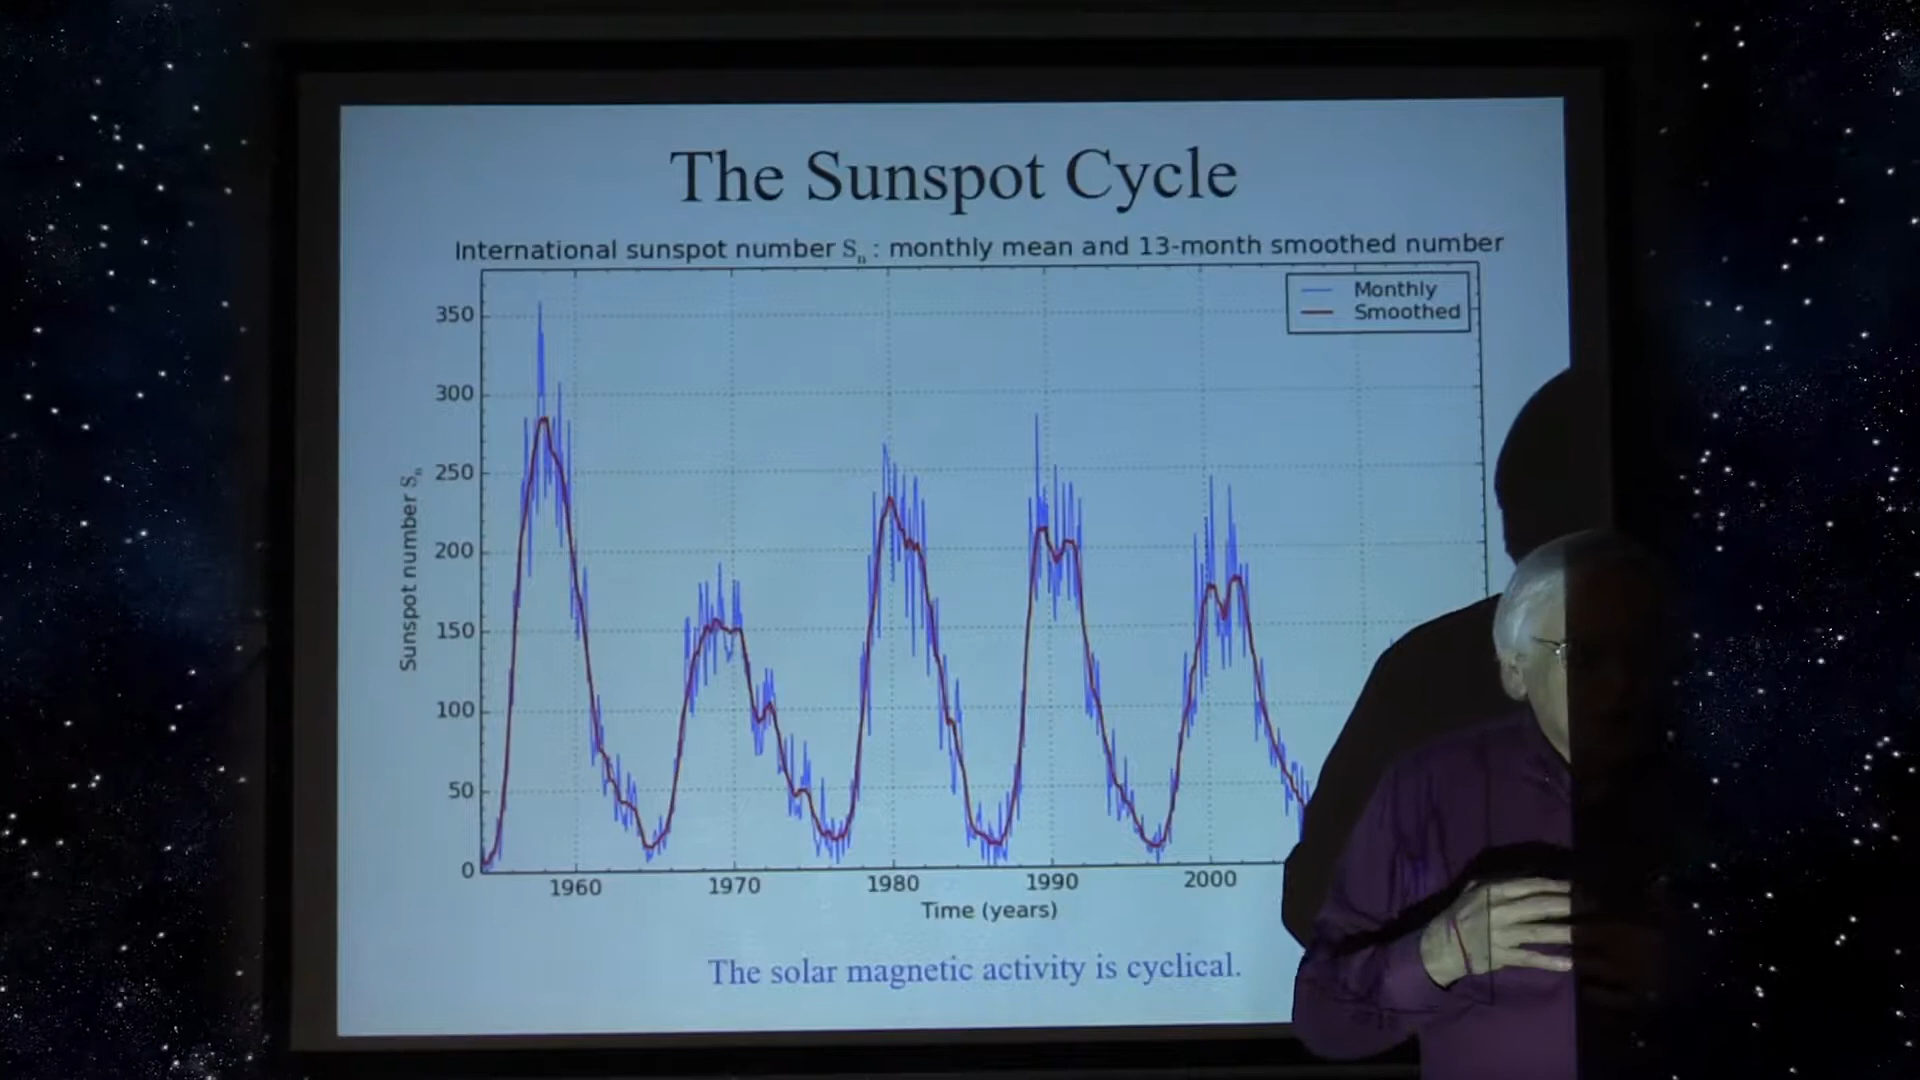 The Sunspot Cycle
International sunspot number Sₙ : monthly mean and 13-month smoothed number
Monthly
Smoothed
350
300
250
200
150
100
50
0
Sunspot number Sₙ
1960 1970 1980 1990 2000
Time (years)
The solar magnetic activity is cyclical.